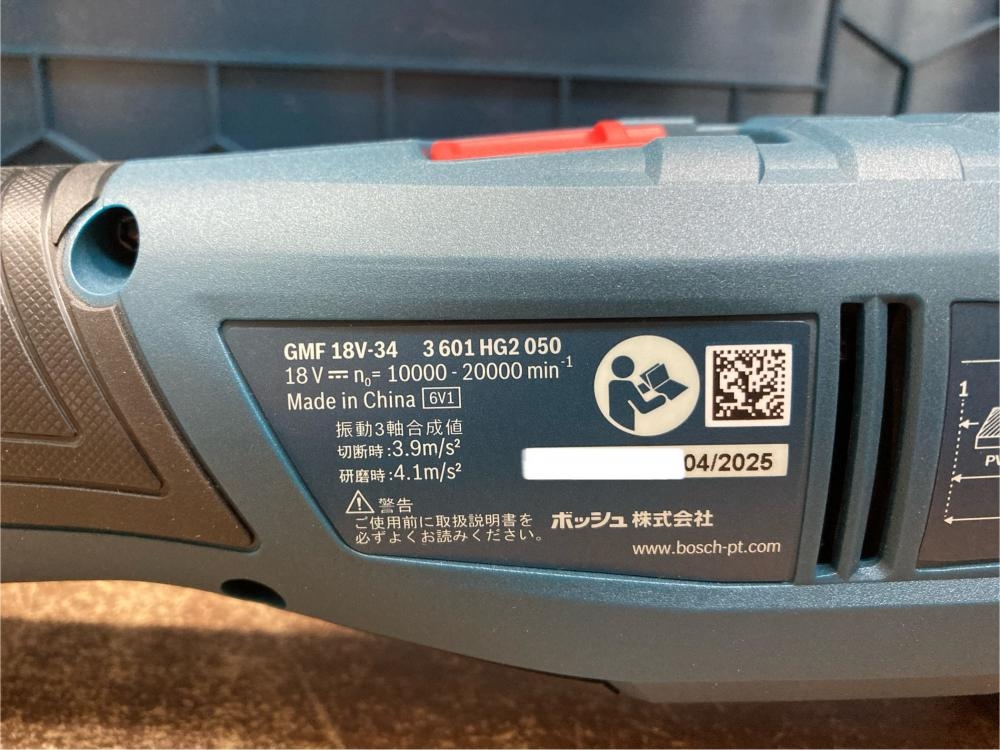 GMF 18V-34 3 601 HG2 050
18 V ⎓ n₀= 10000 - 20000 min⁻¹
Made in China 6V1
振動3軸合成値
切断時:3.9m/s²
研磨時:4.1m/s²
04/2025
⚠ 警告
ご使用前に取扱説明書を
必ずよくお読みください。
ボッシュ 株式会社
www.bosch-pt.com
1